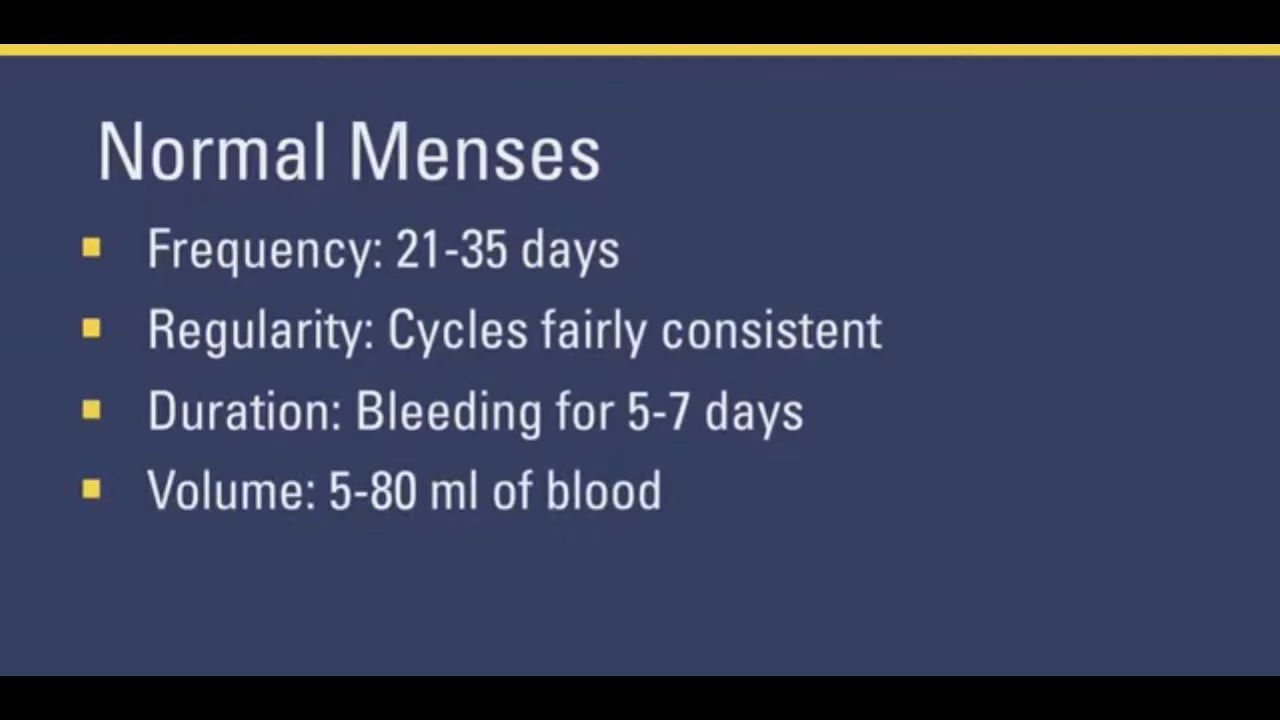 Normal Menses
Frequency: 21-35 days
Regularity: Cycles fairly consistent
Duration: Bleeding for 5-7 days
Volume: 5-80 ml of blood